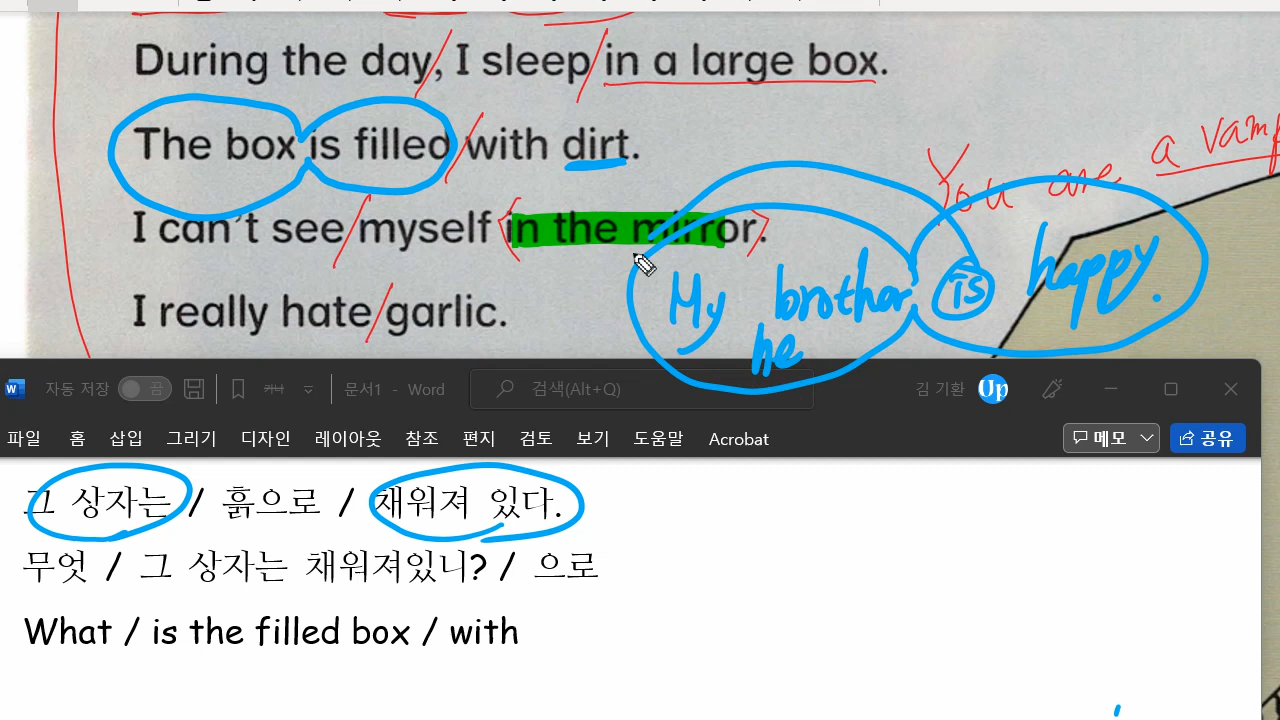 During the day, I sleep in a large box.
The box is filled with dirt.
You are a vamp
I can't see myself in the mirror.
My brother is happy.
he
I really hate garlic.
자동 저장 끔 가나 문서1 - Word 검색(Alt+Q) 김 기환 Up
파일 홈 삽입 그리기 디자인 레이아웃 참조 편지 검토 보기 도움말 Acrobat 메모 공유
그 상자는 / 흙으로 / 채워져 있다.
무엇 / 그 상자는 채워져있니? / 으로
What / is the filled box / with